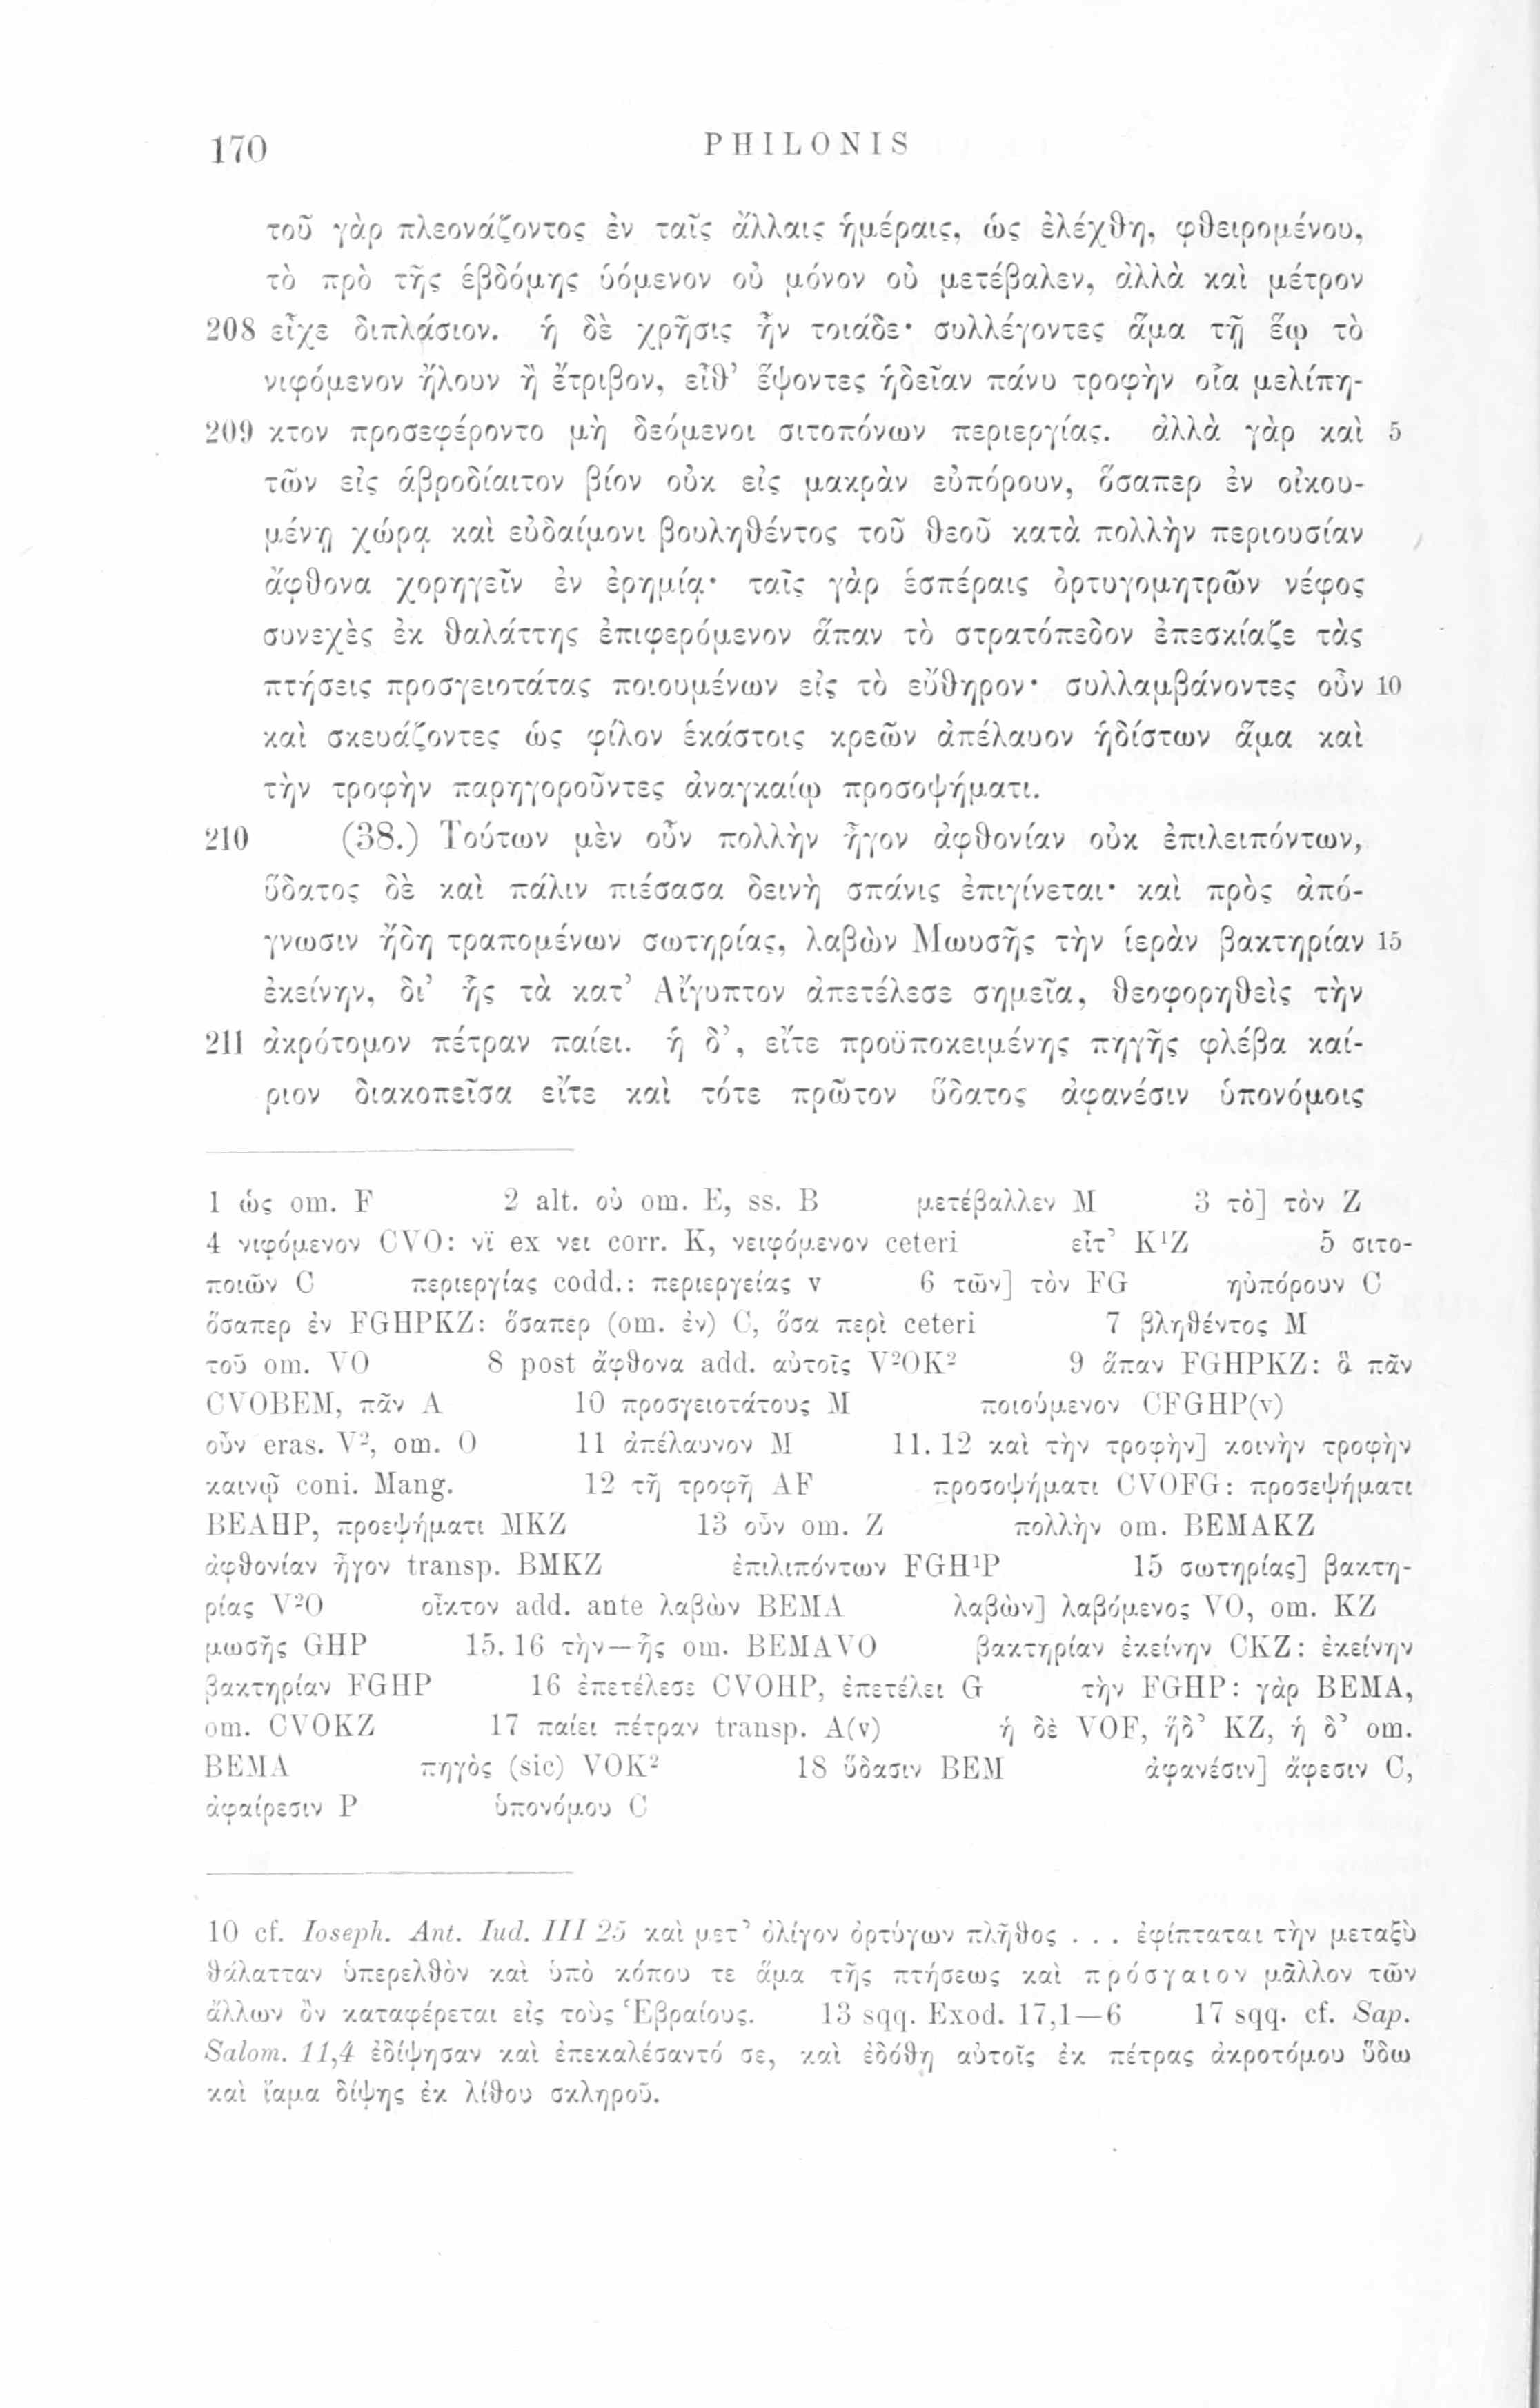 170 PHILONIS
τοῦ γὰρ πλεονάζοντος ἐν ταῖς ἄλλαις ἡμέραις, ὡς ἐλέχθη, φθειρομένου,
τὸ πρὸ τῆς ἑβδόμης ὑόμενον οὐ μόνον οὐ μετέβαλεν, ἀλλὰ καὶ μέτρον
208 εἶχε διπλάσιον. ἡ δὲ χρῆσις ἦν τοιάδε· συλλέγοντες ἅμα τῇ ἕῳ τὸ
νιφόμενον ἤλουν ἢ ἔτριβον, εἶθ’ ἕψοντες ἡδεῖαν πάνυ τροφὴν οἷα μελίπη-
209 κτον προσεφέροντο μὴ δεόμενοι σιτοπόνων περιεργίας. ἀλλὰ γὰρ καὶ 5
τῶν εἰς ἁβροδίαιτον βίον οὐκ εἰς μακρὰν εὐπόρουν, ὅσαπερ ἐν οἰκου-
μένῃ χώρᾳ καὶ εὐδαίμονι βουληθέντος τοῦ θεοῦ κατὰ πολλὴν περιουσίαν
ἄφθονα χορηγεῖν ἐν ἐρημίᾳ· ταῖς γὰρ ἑσπέραις ὀρτυγομητρῶν νέφος
συνεχὲς ἐκ θαλάττης ἐπιφερόμενον ἅπαν τὸ στρατόπεδον ἐπεσκίαζε τὰς
πτήσεις προσγειοτάτας ποιουμένων εἰς τὸ εὔθηρον· συλλαμβάνοντες οὖν 10
καὶ σκευάζοντες ὡς φίλον ἑκάστοις κρεῶν ἀπέλαυον ἡδίστων ἅμα καὶ
τὴν τροφὴν παρηγοροῦντες ἀναγκαίῳ προσοψήματι.
210 (38.) Τούτων μὲν οὖν πολλὴν ἦγον ἀφθονίαν οὐκ ἐπιλειπόντων,
ὕδατος δὲ καὶ πάλιν πιέσασα δεινὴ σπάνις ἐπιγίνεται· καὶ πρὸς ἀπό-
γνωσιν ἤδη τραπομένων σωτηρίας, λαβὼν Μωυσῆς τὴν ἱερὰν βακτηρίαν 15
ἐκείνην, δι’ ἧς τὰ κατ’ Αἴγυπτον ἀπετέλεσε σημεῖα, θεοφορηθεὶς τὴν
211 ἀκρότομον πέτραν παίει. ἡ δ’, εἴτε προϋποκειμένης πηγῆς φλέβα καί-
ριον διακοπεῖσα εἴτε καὶ τότε πρῶτον ὕδατος ἀφανέσιν ὑπονόμοις
1 ὡς om. F 2 alt. οὐ om. E, ss. B μετέβαλλεν M 3 τὸ] τὸν Z
4 νιφόμενον CVO: νϊ ex νει corr. K, νειφόμενον ceteri εἶτ’ K¹Z 5 σιτο-
ποιῶν C περιεργίας codd.: περιεργείας v 6 τῶν] τὸν FG ηὐπόρουν C
ὅσαπερ ἐν FGHPKZ: ὅσαπερ (om. ἐν) C, ὅσα περὶ ceteri 7 βληθέντος M
τοῦ om. VO 8 post ἄφθονα add. αὐτοῖς V²OK² 9 ἅπαν FGHPKZ: ἃ πᾶν
CVOBEM, πᾶν A 10 προσγειοτάτους M ποιούμενον CFGHP(v)
οὖν eras. V², om. O 11 ἀπέλαυνον M 11. 12 καὶ τὴν τροφὴν] κοινὴν τροφὴν
καινῷ coni. Mang. 12 τῇ τροφῇ AF προσοψήματι CVOFG: προσεψήματι
BEAHP, προεψήματι MKZ 13 οὖν om. Z πολλὴν om. BEMAKZ
ἀφθονίαν ἦγον transp. BMKZ ἐπιλιπόντων FGH¹P 15 σωτηρίας] βακτη-
ρίας V²O οἶκτον add. ante λαβὼν BEMA λαβὼν] λαβόμενος VO, om. KZ
μωσῆς GHP 15. 16 τὴν—ἧς om. BEMAVO βακτηρίαν ἐκείνην CKZ: ἐκείνην
βακτηρίαν FGHP 16 ἐπετέλεσε CVOHP, ἐπετέλει G τὴν FGHP: γὰρ BEMA,
om. CVOKZ 17 παίει πέτραν transp. A(v) ἡ δὲ VOF, ἥδ’ KZ, ἡ δ’ om.
BEMA πηγὸς (sic) VOK² 18 ὕδασιν BEM ἀφανέσιν] ἄφεσιν C,
ἀφαίρεσιν P ὑπονόμου C
10 cf. Ioseph. Ant. Iud. III 25 καὶ μετ’ ὀλίγον ὀρτύγων πλῆθος . . . ἐφίπταται τὴν μεταξὺ
θάλατταν ὑπερελθὸν καὶ ὑπὸ κόπου τε ἅμα τῆς πτήσεως καὶ πρόσγαιον μᾶλλον τῶν
ἄλλων ὂν καταφέρεται εἰς τοὺς Ἑβραίους. 13 sqq. Exod. 17,1—6 17 sqq. cf. Sap.
Salom. 11,4 ἐδίψησαν καὶ ἐπεκαλέσαντό σε, καὶ ἐδόθη αὐτοῖς ἐκ πέτρας ἀκροτόμου ὕδω
καὶ ἴαμα δίψης ἐκ λίθου σκληροῦ.